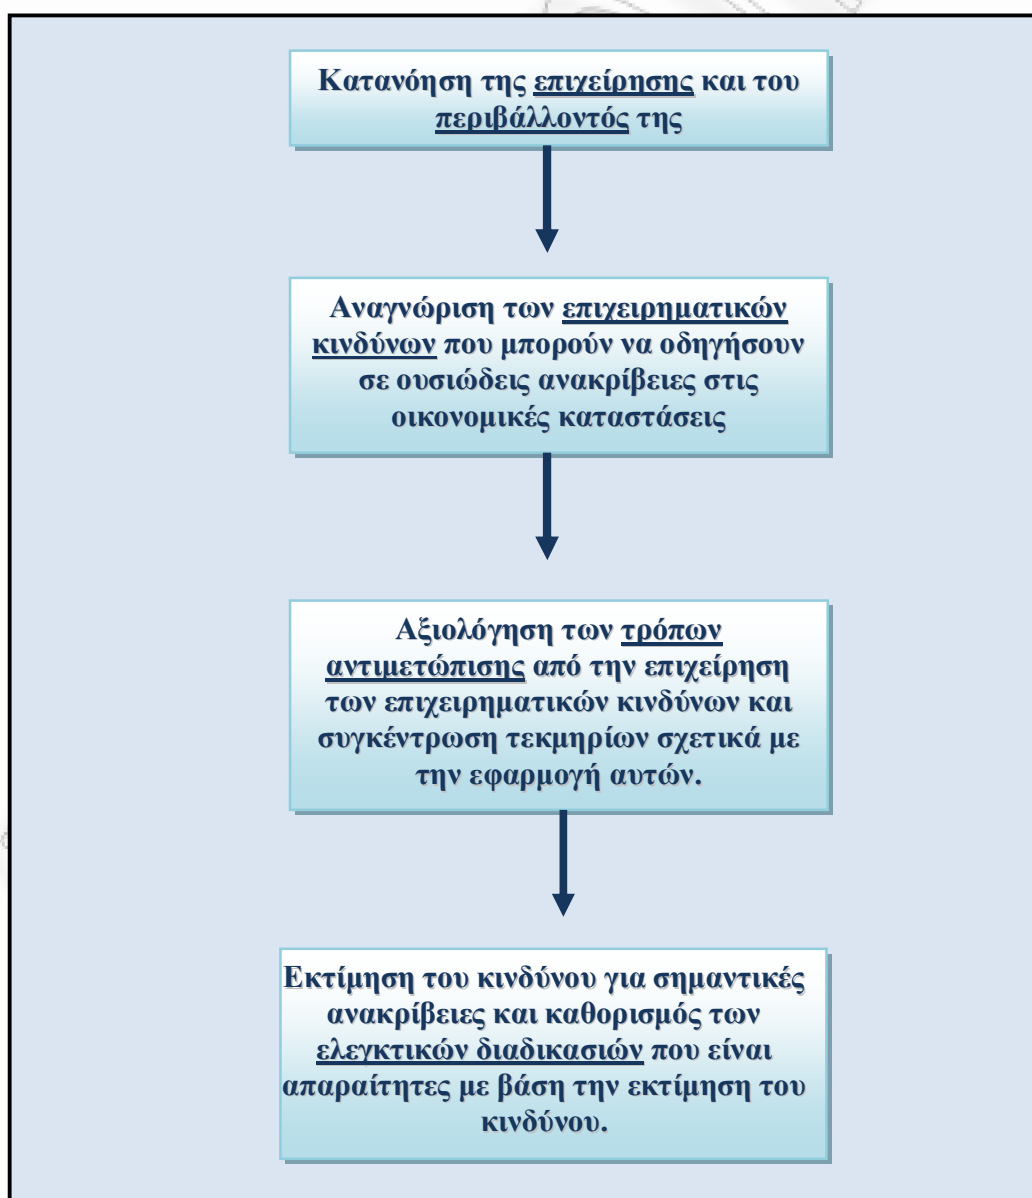 Κατανόηση της επιχείρησης και του
περιβάλλοντός της
Αναγνώριση των επιχειρηματικών
κινδύνων που μπορούν να οδηγήσουν
σε ουσιώδεις ανακρίβειες στις
οικονομικές καταστάσεις
Αξιολόγηση των τρόπων
αντιμετώπισης από την επιχείρηση
των επιχειρηματικών κινδύνων και
συγκέντρωση τεκμηρίων σχετικά με
την εφαρμογή αυτών.
Εκτίμηση του κινδύνου για σημαντικές
ανακρίβειες και καθορισμός των
ελεγκτικών διαδικασιών που είναι
απαραίτητες με βάση την εκτίμηση του
κινδύνου.